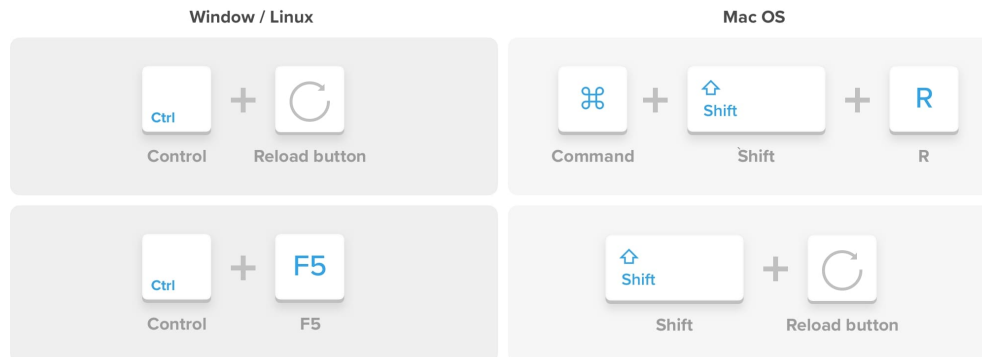 Window / Linux
Mac OS
Ctrl
Control
Reload button
⌘
Shift
R
Command
Shift
R
Ctrl
F5
Control
F5
Shift
Shift
Reload button